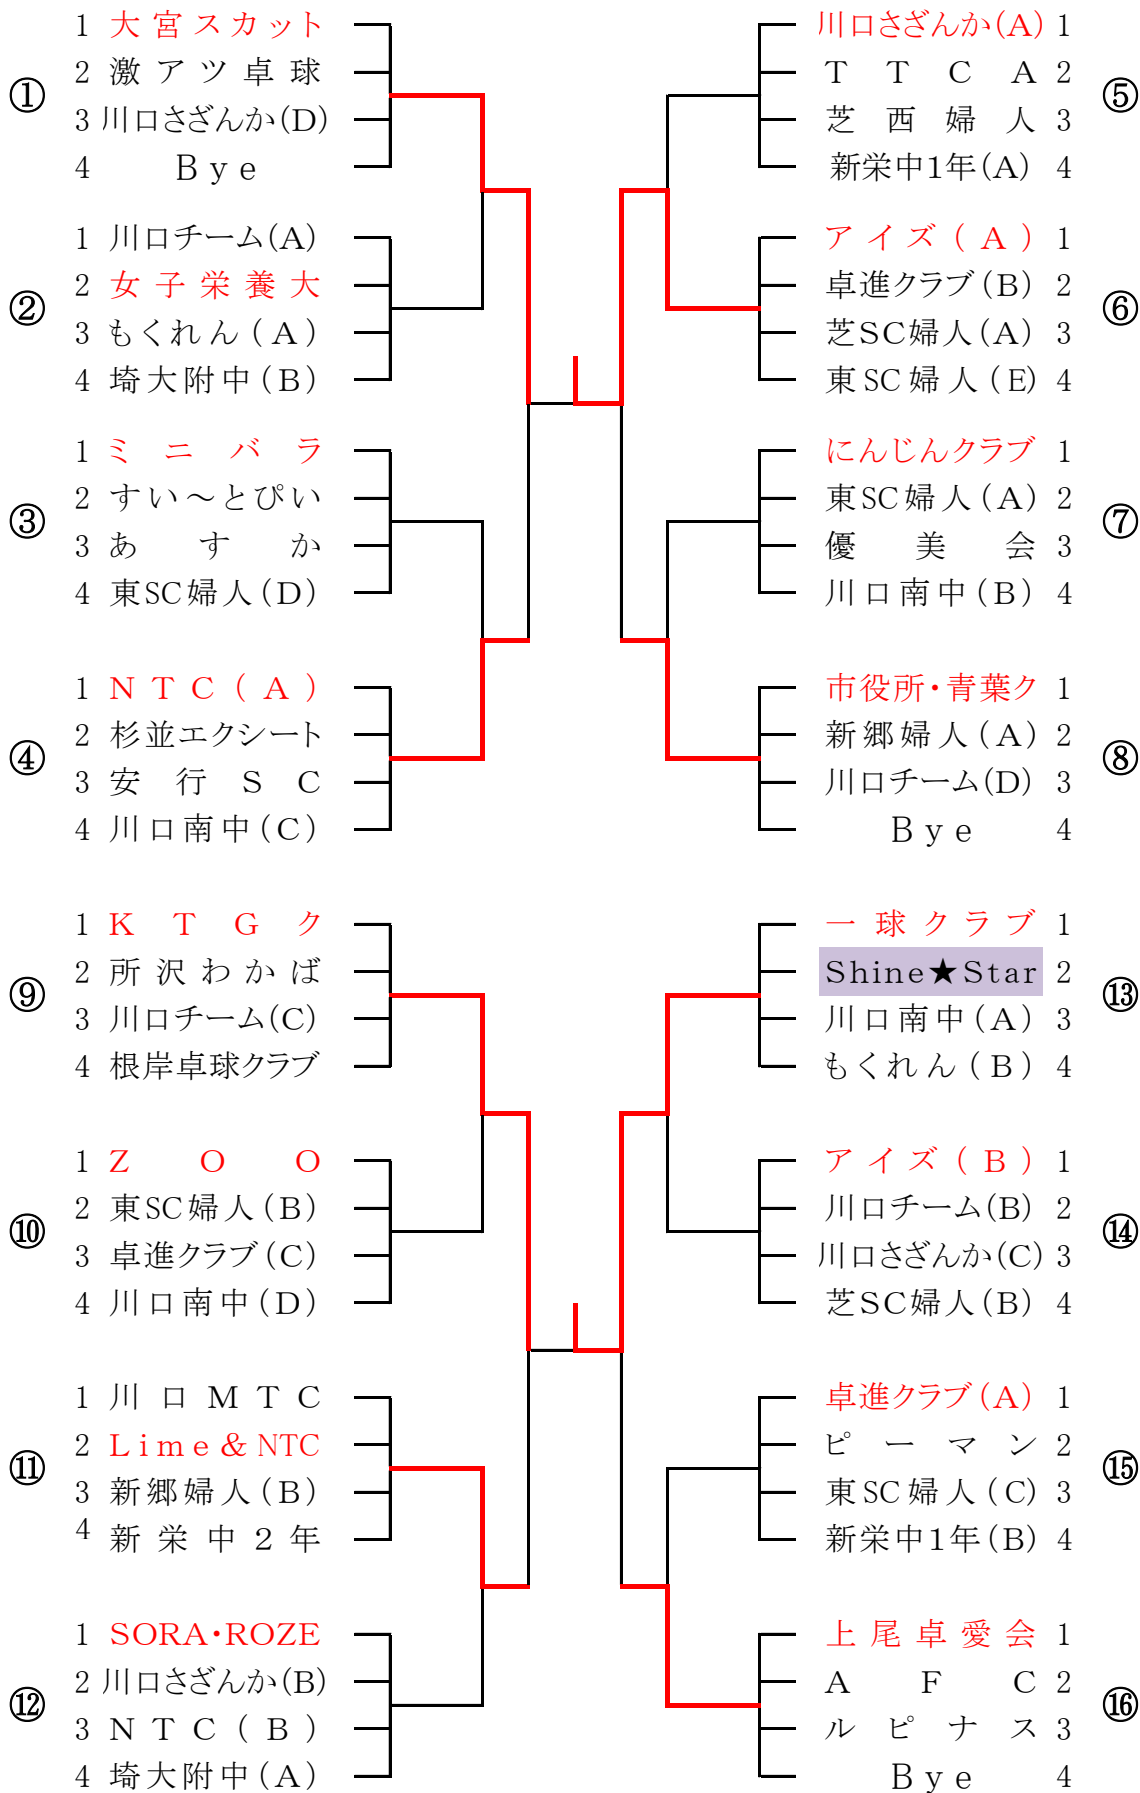 ①
1 大宮スカット
2 激アツ卓球
3 川口さざんか(D)
4 Bye
②
1 川口チーム(A)
2 女子栄養大
3 もくれん(A)
4 埼大附中(B)
③
1 ミニバラ
2 すい～とぴい
3 あすか
4 東SC婦人(D)
④
1 NTC(A)
2 杉並エクシート
3 安行SC
4 川口南中(C)
川口さざんか(A) 1
TTCA 2
芝西婦人 3
新栄中1年(A) 4
⑤
アイズ(A) 1
卓進クラブ(B) 2
芝SC婦人(A) 3
東SC婦人(E) 4
⑥
にんじんクラブ 1
東SC婦人(A) 2
優美会 3
川口南中(B) 4
⑦
市役所・青葉ク 1
新郷婦人(A) 2
川口チーム(D) 3
Bye 4
⑧
⑨
1 KTGク
2 所沢わかば
3 川口チーム(C)
4 根岸卓球クラブ
⑩
1 ZOO
2 東SC婦人(B)
3 卓進クラブ(C)
4 川口南中(D)
⑪
1 川口MTC
2 Lime&NTC
3 新郷婦人(B)
4 新栄中2年
⑫
1 SORA・ROZE
2 川口さざんか(B)
3 NTC(B)
4 埼大附中(A)
一球クラブ 1
Shine★Star 2
川口南中(A) 3
もくれん(B) 4
⑬
アイズ(B) 1
川口チーム(B) 2
川口さざんか(C) 3
芝SC婦人(B) 4
⑭
卓進クラブ(A) 1
ピーマン 2
東SC婦人(C) 3
新栄中1年(B) 4
⑮
上尾卓愛会 1
AFC 2
ルピナス 3
Bye 4
⑯